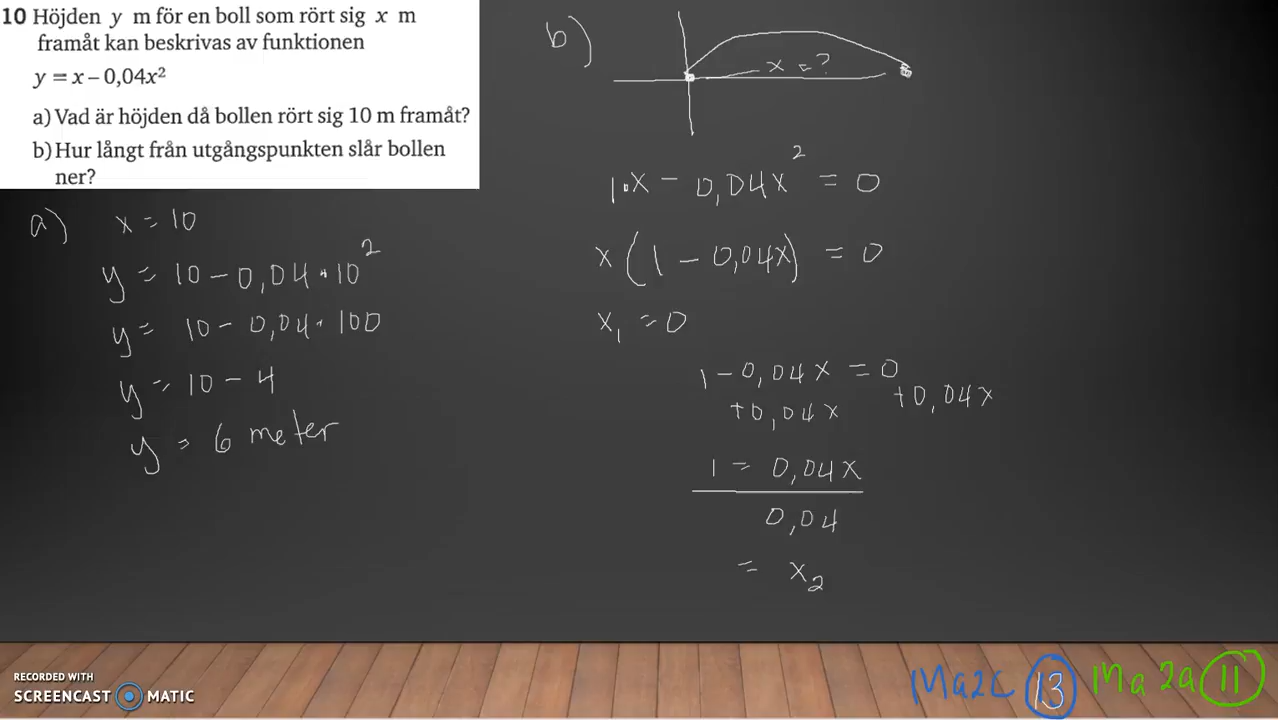 10 Höjden y m för en boll som rört sig x m
framåt kan beskrivas av funktionen
y = x – 0,04x²
a) Vad är höjden då bollen rört sig 10 m framåt?
b) Hur långt från utgångspunkten slår bollen
ner?
a) x = 10
y = 10 – 0,04 · 10²
y = 10 – 0,04 · 100
y = 10 – 4
y = 6 meter
b)
x = ?
1·x – 0,04x² = 0
x (1 – 0,04x) = 0
x₁ = 0
1 – 0,04x = 0
+0,04x +0,04x
1 = 0,04x
0,04
= x₂
RECORDED WITH
SCREENCAST MATIC
Ma2c 13 Ma 2a 11